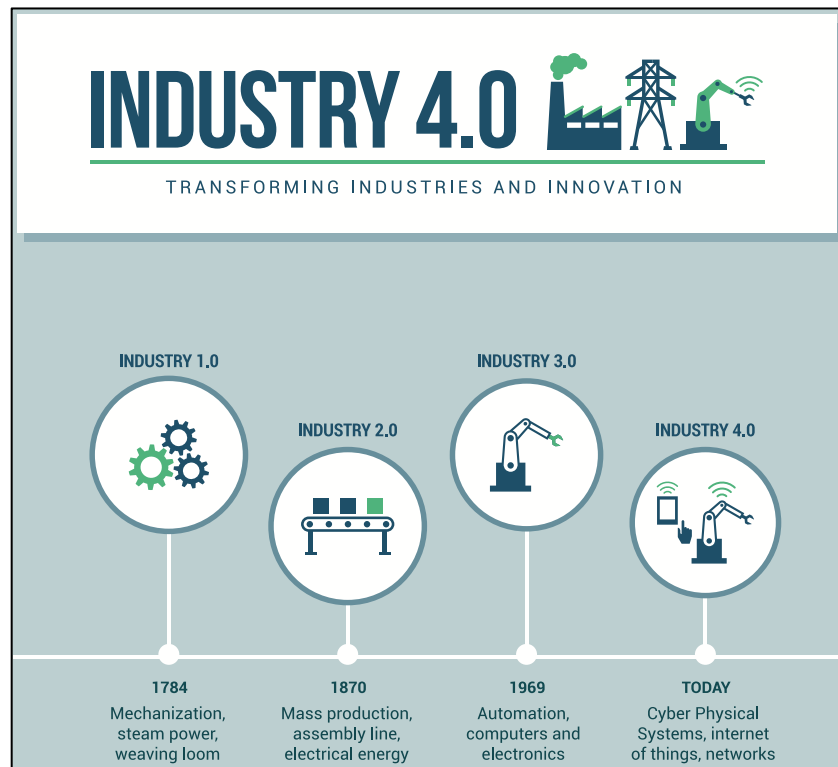 INDUSTRY 4.0
TRANSFORMING INDUSTRIES AND INNOVATION
INDUSTRY 1.0
INDUSTRY 2.0
INDUSTRY 3.0
INDUSTRY 4.0
1784
Mechanization,
steam power,
weaving loom
1870
Mass production,
assembly line,
electrical energy
1969
Automation,
computers and
electronics
TODAY
Cyber Physical
Systems, internet
of things, networks